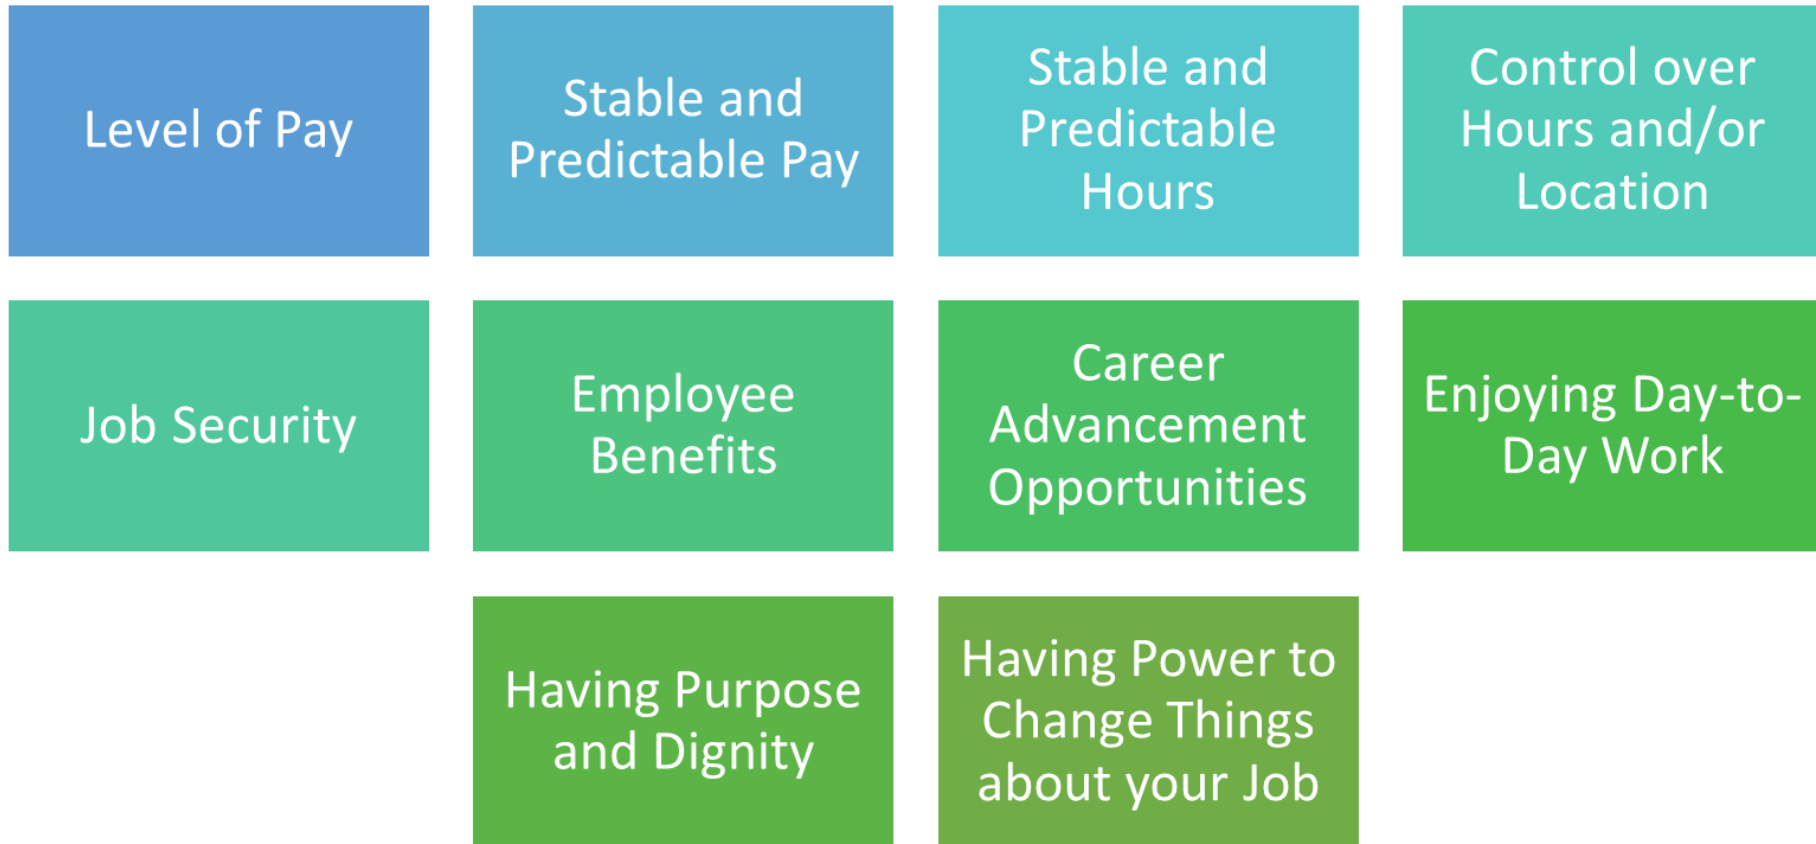 Level of Pay
Stable and
Predictable Pay
Stable and
Predictable
Hours
Control over
Hours and/or
Location
Job Security
Employee
Benefits
Career
Advancement
Opportunities
Enjoying Day-to-
Day Work
Having Purpose
and Dignity
Having Power to
Change Things
about your Job